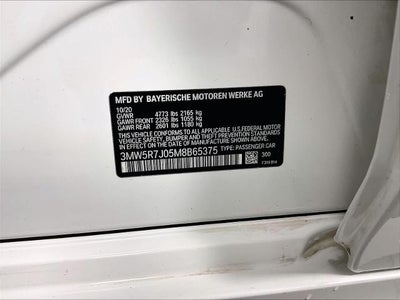 MFD BY BAYERISCHE MOTOREN WERKE AG
10/20
GVWR 4773 lbs 2165 kg
GAWR FRONT 2326 lbs 1055 kg
GAWR REAR 2601 lbs 1180 kg
THIS VEHICLE CONFORMS TO ALL APPLICABLE U.S. FEDERAL MOTOR
VEHICLE SAFETY, BUMPER AND THEFT PREVENTION STANDARDS
IN EFFECT ON THE DATE OF MANUFACTURE SHOWN ABOVE.
3MW5R7J05M8B65375 TYPE: PASSENGER CAR
300